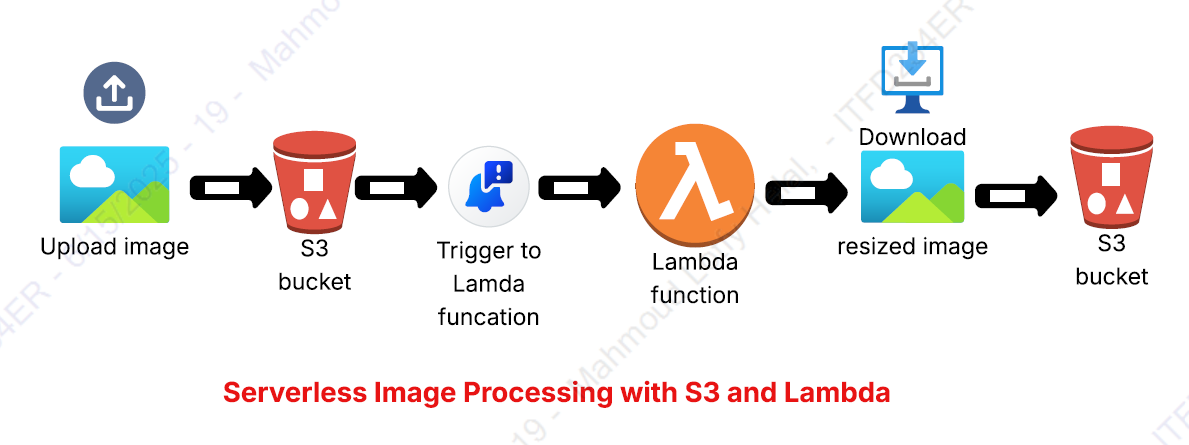 Download
Upload image
S3
bucket
Trigger to
Lamda
funcation
Lambda
function
resized image
S3
bucket
Serverless Image Processing with S3 and Lambda